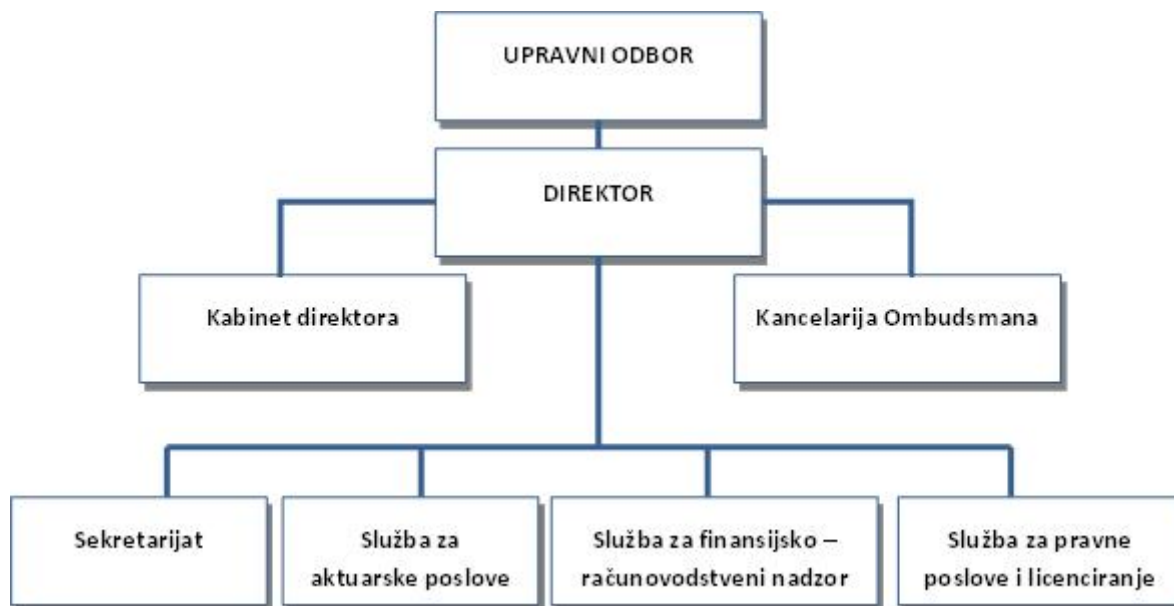 UPRAVNI ODBOR
DIREKTOR
Kabinet direktora
Kancelarija Ombudsmana
Sekretarijat
Služba za
aktuarske poslove
Služba za finansijsko –
računovodstveni nadzor
Služba za pravne
poslove i licenciranje